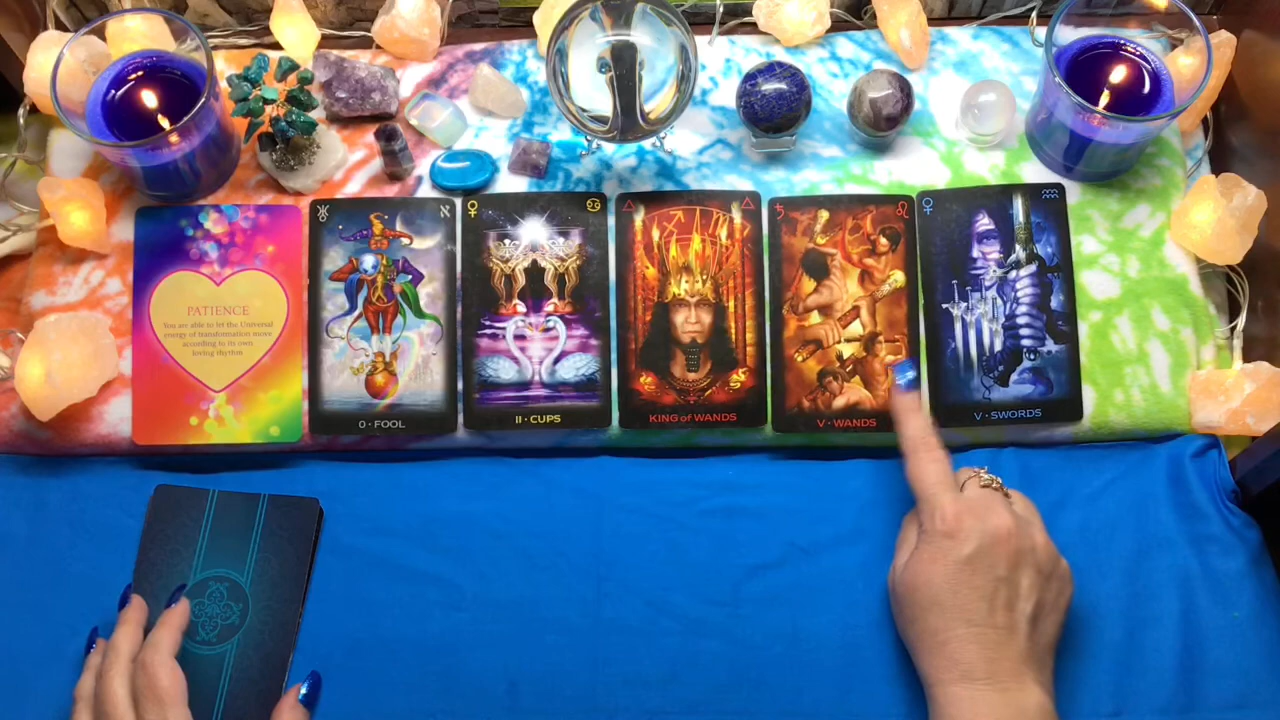 PATIENCE
You are able to let the Universal
energy of transformation move
according to its own
loving rhythm
0 · FOOL
II · CUPS
KING of WANDS
V · WANDS
V · SWORDS